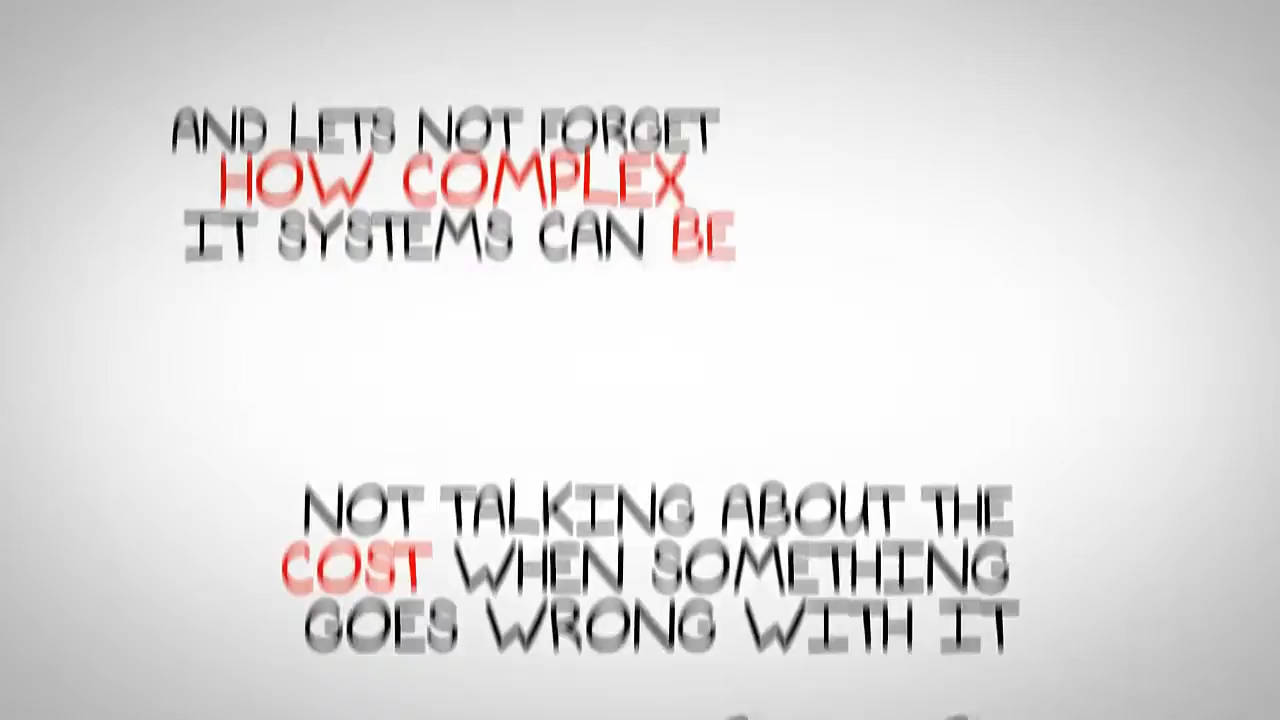 AND LETS NOT FORGET
HOW COMPLEX
IT SYSTEMS CAN BE
NOT TALKING ABOUT THE
COST WHEN SOMETHING
GOES WRONG WITH IT